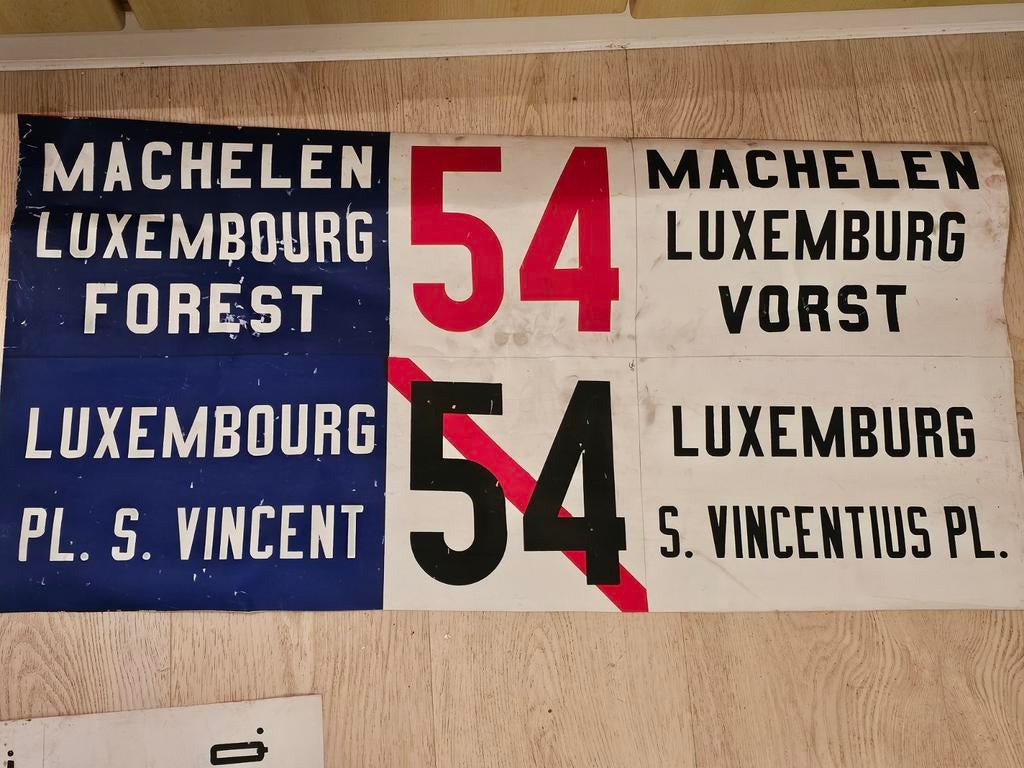 MACHELEN
LUXEMBOURG
FOREST
54
MACHELEN
LUXEMBURG
VORST
LUXEMBOURG
PL. S. VINCENT
54
LUXEMBURG
S. VINCENTIUS PL.